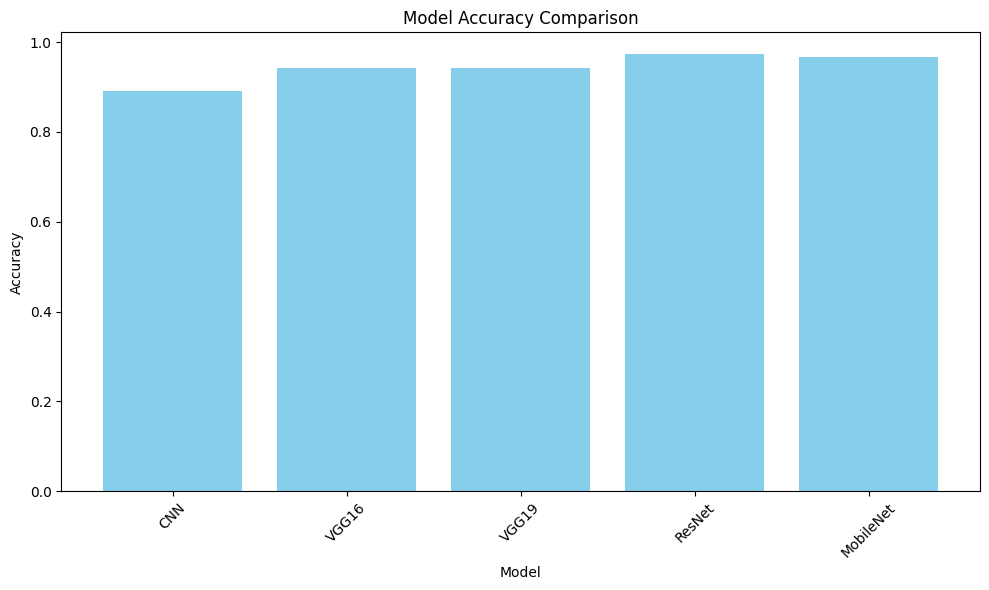 Model Accuracy Comparison
1.0
0.8
0.6
0.4
0.2
0.0
Accuracy
CNN
VGG16
VGG19
ResNet
MobileNet
Model